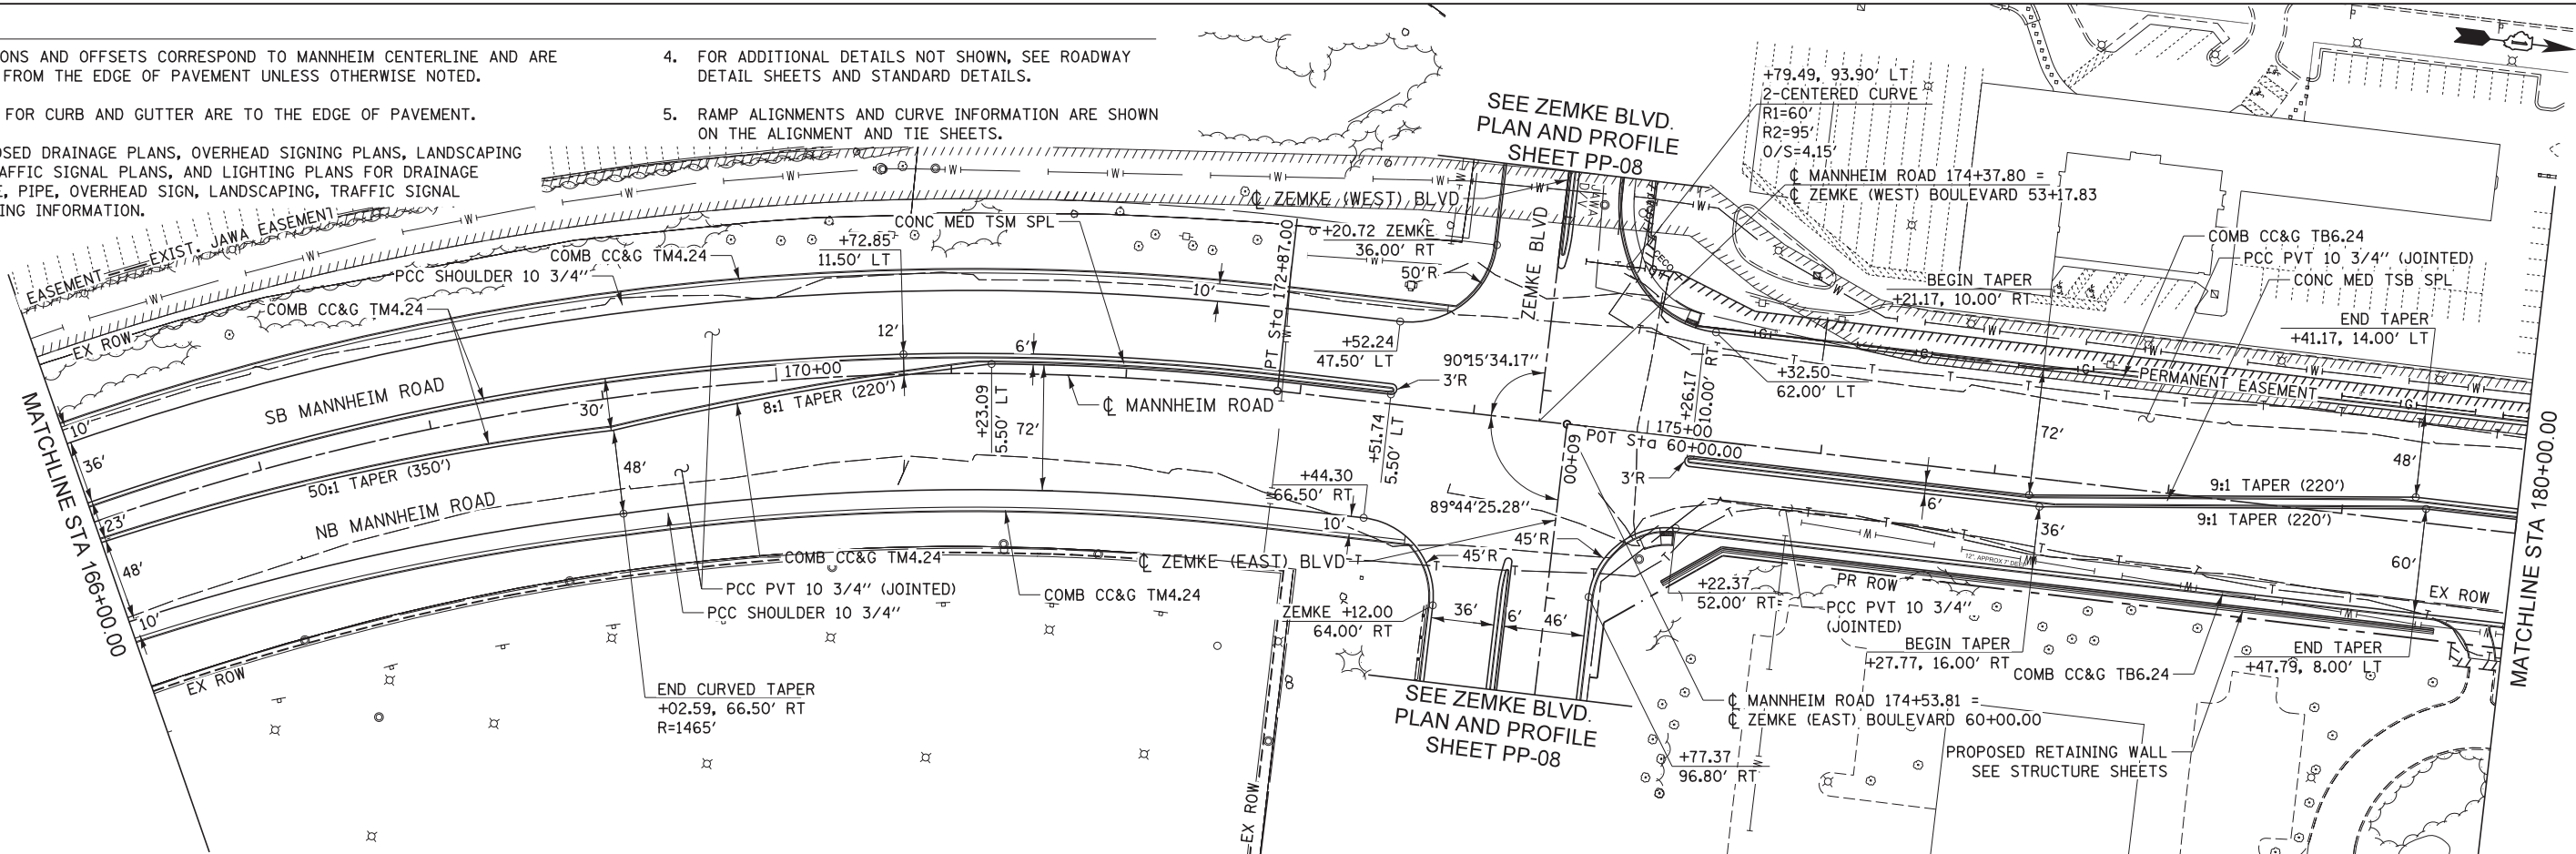 ONS AND OFFSETS CORRESPOND TO MANNHEIM CENTERLINE AND ARE
FROM THE EDGE OF PAVEMENT UNLESS OTHERWISE NOTED.
FOR CURB AND GUTTER ARE TO THE EDGE OF PAVEMENT.
OSED DRAINAGE PLANS, OVERHEAD SIGNING PLANS, LANDSCAPING
AFFIC SIGNAL PLANS, AND LIGHTING PLANS FOR DRAINAGE
E, PIPE, OVERHEAD SIGN, LANDSCAPING, TRAFFIC SIGNAL
ING INFORMATION.
4. FOR ADDITIONAL DETAILS NOT SHOWN, SEE ROADWAY
DETAIL SHEETS AND STANDARD DETAILS.
5. RAMP ALIGNMENTS AND CURVE INFORMATION ARE SHOWN
ON THE ALIGNMENT AND TIE SHEETS.
SEE ZEMKE BLVD.
PLAN AND PROFILE
SHEET PP-08
+79.49, 93.90' LT
2-CENTERED CURVE
R1=60'
R2=95'
O/S=4.15'
℄ MANNHEIM ROAD 174+37.80 =
℄ ZEMKE (WEST) BOULEVARD 53+17.83
EASEMENT
EXIST. JAWA EASEMENT
EX ROW
COMB CC&G TM4.24
PCC SHOULDER 10 3/4"
COMB CC&G TM4.24
CONC MED TSM SPL
+72.85
11.50' LT
℄ ZEMKE (WEST) BLVD
+20.72 ZEMKE
36.00' RT
50'R
ZEMKE BLVD
JAWA
PT Sta 172+87.00
COMB CC&G TB6.24
PCC PVT 10 3/4" (JOINTED)
CONC MED TSB SPL
BEGIN TAPER
+21.17, 10.00' RT
END TAPER
+41.17, 14.00' LT
10'
12'
6'
+52.24
47.50' LT
90°15'34.17"
3'R
+32.50
62.00' LT
PERMANENT EASEMENT
SB MANNHEIM ROAD
170+00
30'
8:1 TAPER (220')
+23.09
5.50' LT
72'
℄ MANNHEIM ROAD
+51.74
5.50' LT
+26.17
10.00' RT
175+00
POT Sta 60+00.00
60+00
72'
48'
MATCHLINE STA 166+00.00
10'
36'
23'
48'
10'
50:1 TAPER (350')
NB MANNHEIM ROAD
48'
+44.30
66.50' RT
10'
89°44'25.28"
3'R
6'
9:1 TAPER (220')
9:1 TAPER (220')
36'
60'
MATCHLINE STA 180+00.00
COMB CC&G TM4.24
PCC PVT 10 3/4" (JOINTED)
PCC SHOULDER 10 3/4"
COMB CC&G TM4.24
℄ ZEMKE (EAST) BLVD
45'R
45'R
ZEMKE +12.00
64.00' RT
36'
6'
46'
+22.37
52.00' RT
PR ROW
PCC PVT 10 3/4"
(JOINTED)
BEGIN TAPER
+27.77, 16.00' RT
COMB CC&G TB6.24
EX ROW
END TAPER
+47.79, 8.00' LT
EX ROW
END CURVED TAPER
+02.59, 66.50' RT
R=1465'
EX ROW
SEE ZEMKE BLVD.
PLAN AND PROFILE
SHEET PP-08
℄ MANNHEIM ROAD 174+53.81 =
℄ ZEMKE (EAST) BOULEVARD 60+00.00
+77.37
96.80' RT
PROPOSED RETAINING WALL
SEE STRUCTURE SHEETS